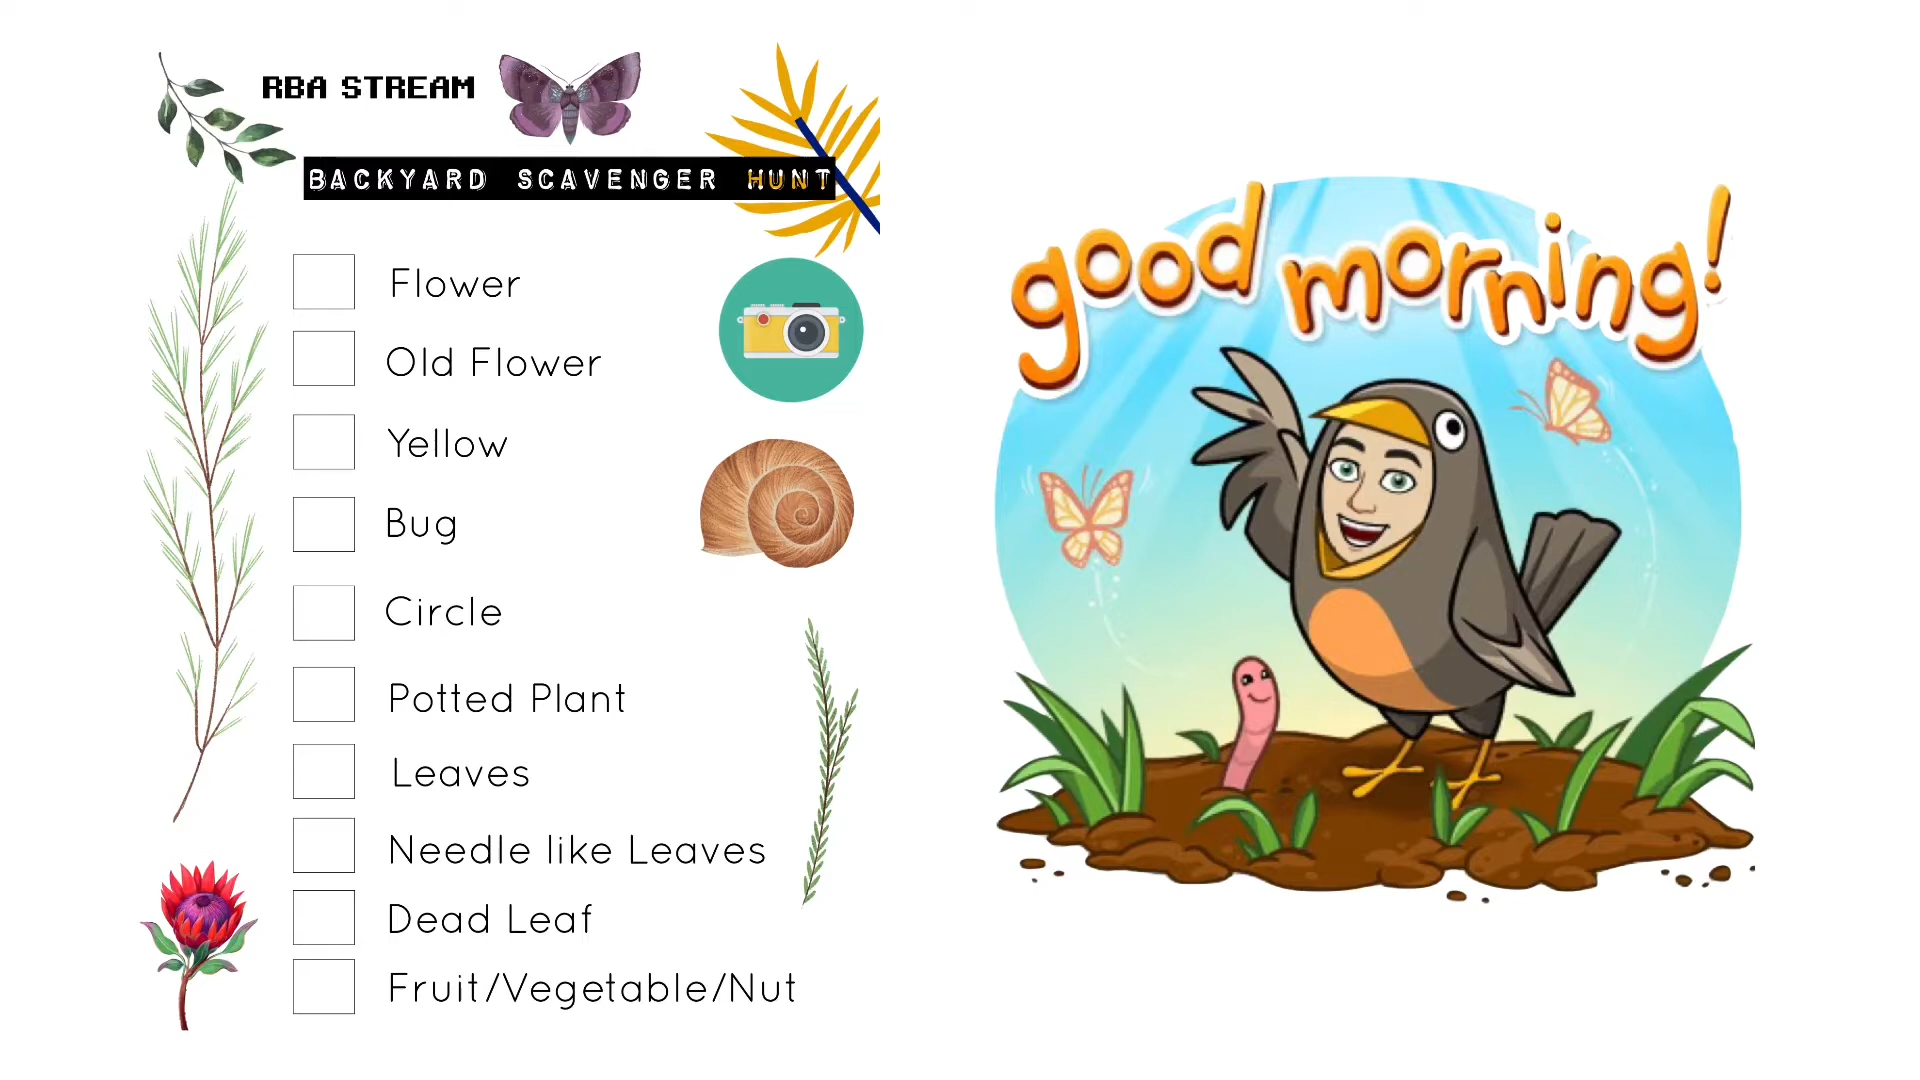 RBA STREAM
BACKYARD SCAVENGER HUNT
Flower
Old Flower
Yellow
Bug
Circle
Potted Plant
Leaves
Needle like Leaves
Dead Leaf
Fruit/Vegetable/Nut
good morning!